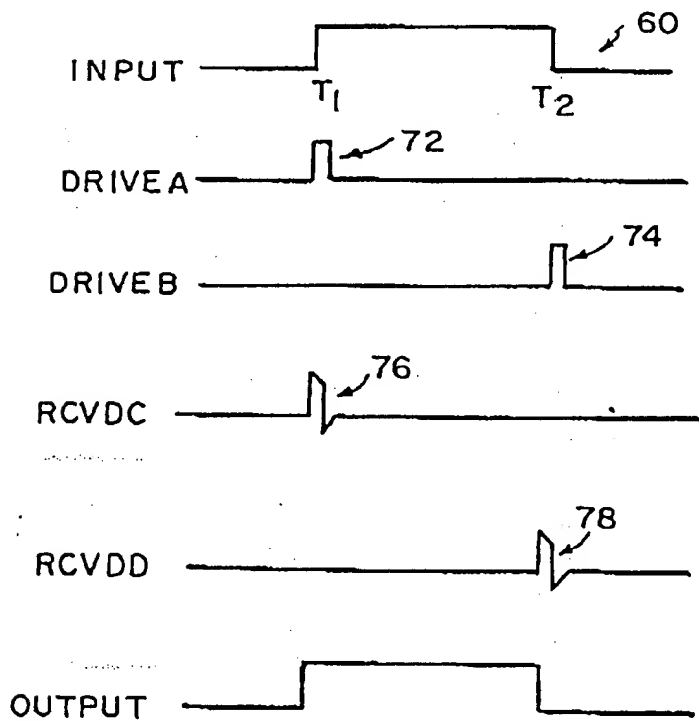 60
INPUT
T1 T2
72
DRIVEA
74
DRIVEB
76
RCVDC
78
RCVDD
OUTPUT